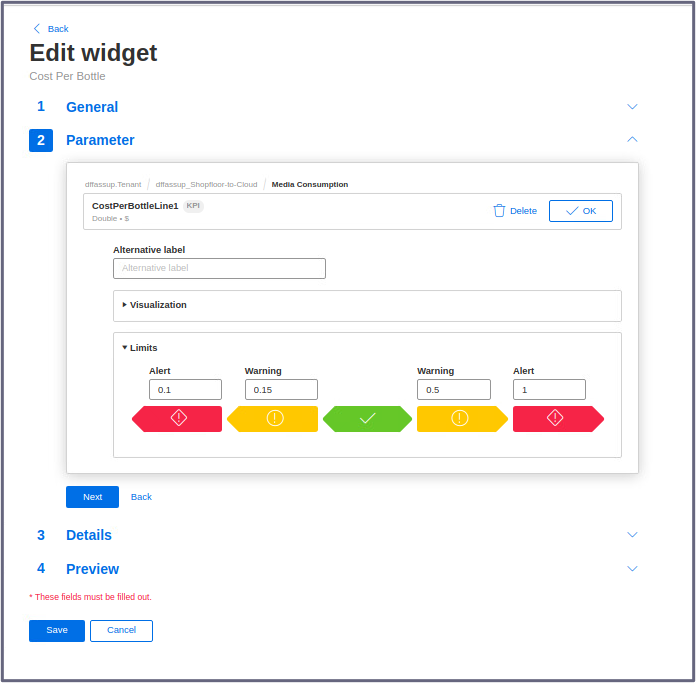 Back
Edit widget
Cost Per Bottle
1 General
2 Parameter
dffassup.Tenant / dffassup_Shopfloor-to-Cloud / Media Consumption
CostPerBottleLine1 KPI
Double • $
Delete
OK
Alternative label
Alternative label
Visualization
Limits
Alert Warning Warning Alert
0.1 0.15 0.5 1
Next Back
3 Details
4 Preview
* These fields must be filled out.
Save Cancel